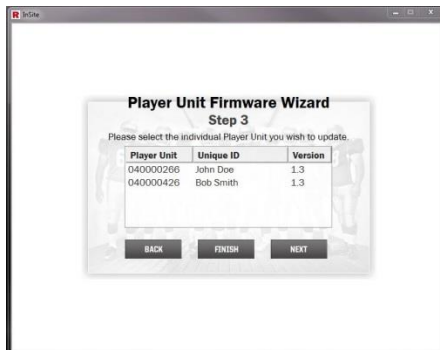 R InSite
Player Unit Firmware Wizard
Step 3
Please select the individual Player Unit you wish to update.
Player Unit Unique ID Version
040000266 John Doe 1.3
040000426 Bob Smith 1.3
BACK FINISH NEXT